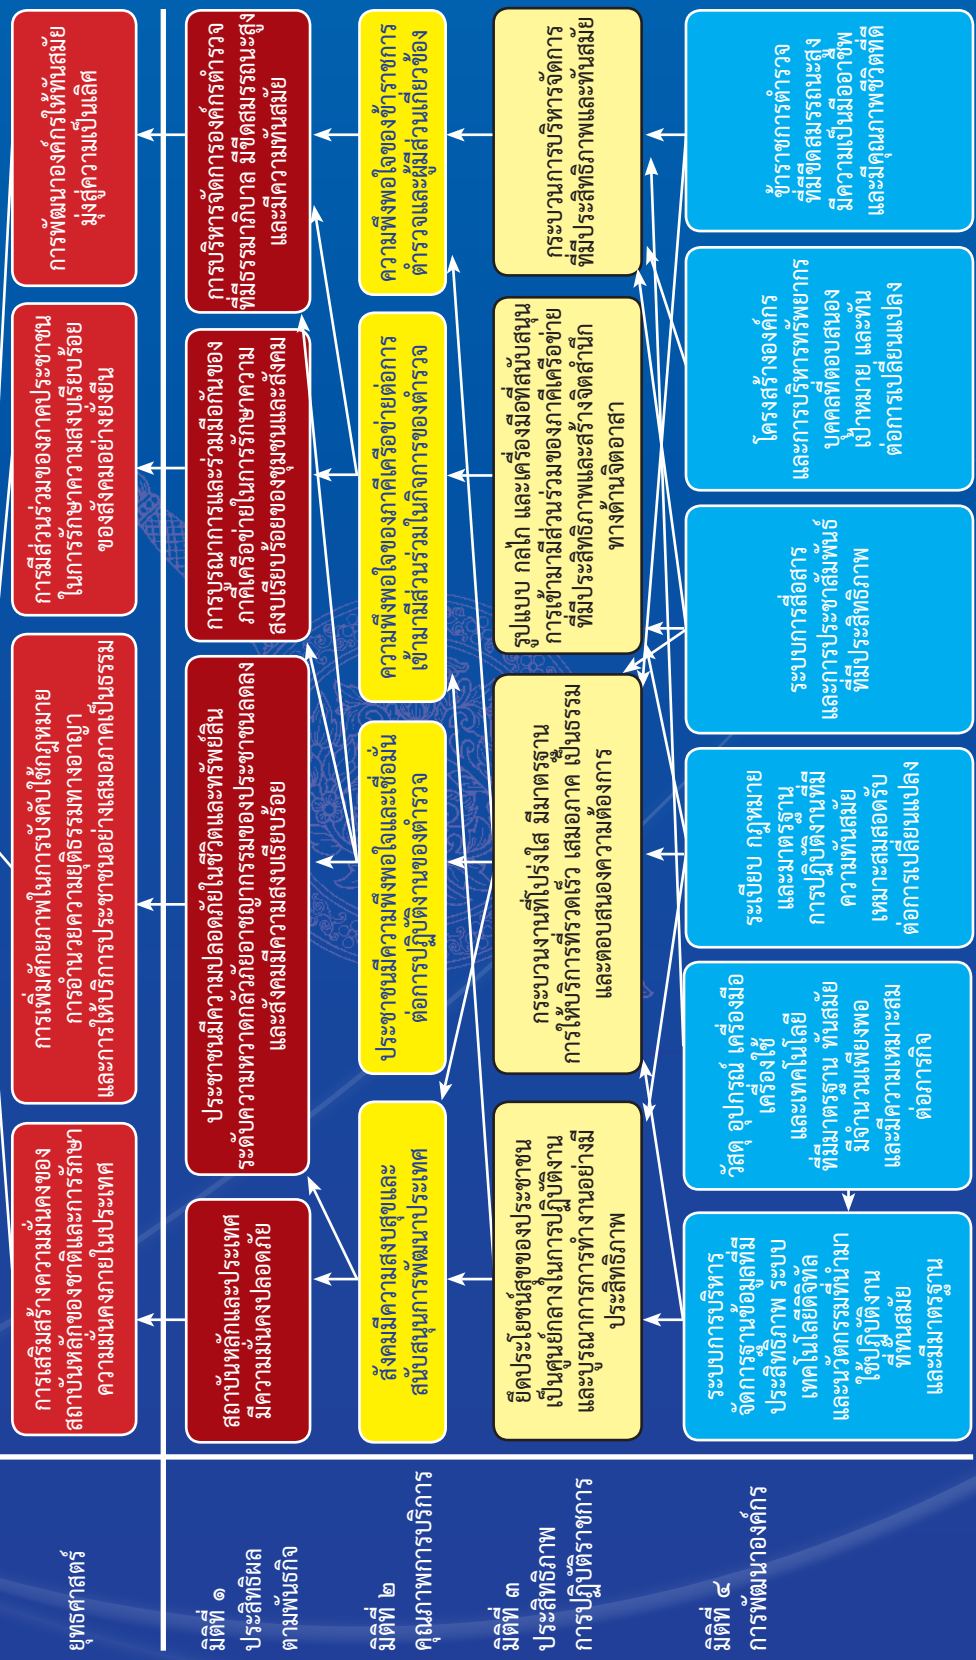 ยุทธศาสตร์
การเสริมสร้างความมั่นคงของ
สถาบันหลักของชาติและการรักษา
ความมั่นคงภายในประเทศ
การเพิ่มศักยภาพในการบังคับใช้กฎหมาย
การอำนวยความยุติธรรมทางอาญา
และการให้บริการประชาชนอย่างเสมอภาคเป็นธรรม
การมีส่วนร่วมของภาคประชาชน
ในการรักษาความสงบเรียบร้อย
ของสังคมอย่างยั่งยืน
การพัฒนาองค์กรให้ทันสมัย
มุ่งสู่ความเป็นเลิศ
มิติที่ ๑
ประสิทธิผล
ตามพันธกิจ
สถาบันหลักและประเทศ
มีความมั่นคงปลอดภัย
ประชาชนมีความปลอดภัยในชีวิตและทรัพย์สิน
ระดับความหวาดกลัวภัยอาชญากรรมของประชาชนลดลง
และสังคมมีความสงบเรียบร้อย
การบูรณาการและร่วมมือกันของ
ภาคีเครือข่ายในการรักษาความ
สงบเรียบร้อยของชุมชนและสังคม
การบริหารจัดการองค์กรตำรวจ
ที่มีธรรมาภิบาล มีขีดสมรรถนะสูง
และมีความทันสมัย
มิติที่ ๒
คุณภาพการบริการ
สังคมมีความสงบสุขและ
สนับสนุนการพัฒนาประเทศ
ประชาชนมีความพึงพอใจและเชื่อมั่น
ต่อการปฏิบัติงานของตำรวจ
ความพึงพอใจของภาคีเครือข่ายต่อการ
เข้ามามีส่วนร่วมในกิจการของตำรวจ
ความพึงพอใจของข้าราชการ
ตำรวจและผู้มีส่วนเกี่ยวข้อง
มิติที่ ๓
ประสิทธิภาพ
การปฏิบัติราชการ
ยึดประโยชน์สุขของประชาชน
เป็นศูนย์กลางในการปฏิบัติงาน
และบูรณาการการทำงานอย่างมี
ประสิทธิภาพ
กระบวนงานที่โปร่งใส มีมาตรฐาน
การให้บริการที่รวดเร็ว เสมอภาค เป็นธรรม
และตอบสนองความต้องการ
รูปแบบ กลไก และเครื่องมือที่สนับสนุน
การเข้ามามีส่วนร่วมของภาคีเครือข่าย
ที่มีประสิทธิภาพและสร้างจิตสำนึก
ทางด้านจิตอาสา
กระบวนการบริหารจัดการ
ที่มีประสิทธิภาพและทันสมัย
มิติที่ ๔
การพัฒนาองค์กร
ระบบการบริหาร
จัดการฐานข้อมูลที่มี
ประสิทธิภาพ ระบบ
เทคโนโลยีดิจิทัล
และนวัตกรรมที่นำมา
ใช้ปฏิบัติงาน
ที่ทันสมัย
และมีมาตรฐาน
วัสดุ อุปกรณ์ เครื่องมือ
เครื่องใช้
และเทคโนโลยี
ที่มีมาตรฐาน ทันสมัย
มีจำนวนเพียงพอ
และมีความเหมาะสม
ต่อภารกิจ
ระเบียบ กฎหมาย
และมาตรฐาน
การปฏิบัติงานที่มี
ความทันสมัย
เหมาะสมสอดรับ
ต่อการเปลี่ยนแปลง
ระบบการสื่อสาร
และการประชาสัมพันธ์
ที่มีประสิทธิภาพ
โครงสร้างองค์กร
และการบริหารทรัพยากร
บุคคลที่ตอบสนอง
เป้าหมาย และทัน
ต่อการเปลี่ยนแปลง
ข้าราชการตำรวจ
ที่มีขีดสมรรถนะสูง
มีความเป็นมืออาชีพ
และมีคุณภาพชีวิตที่ดี